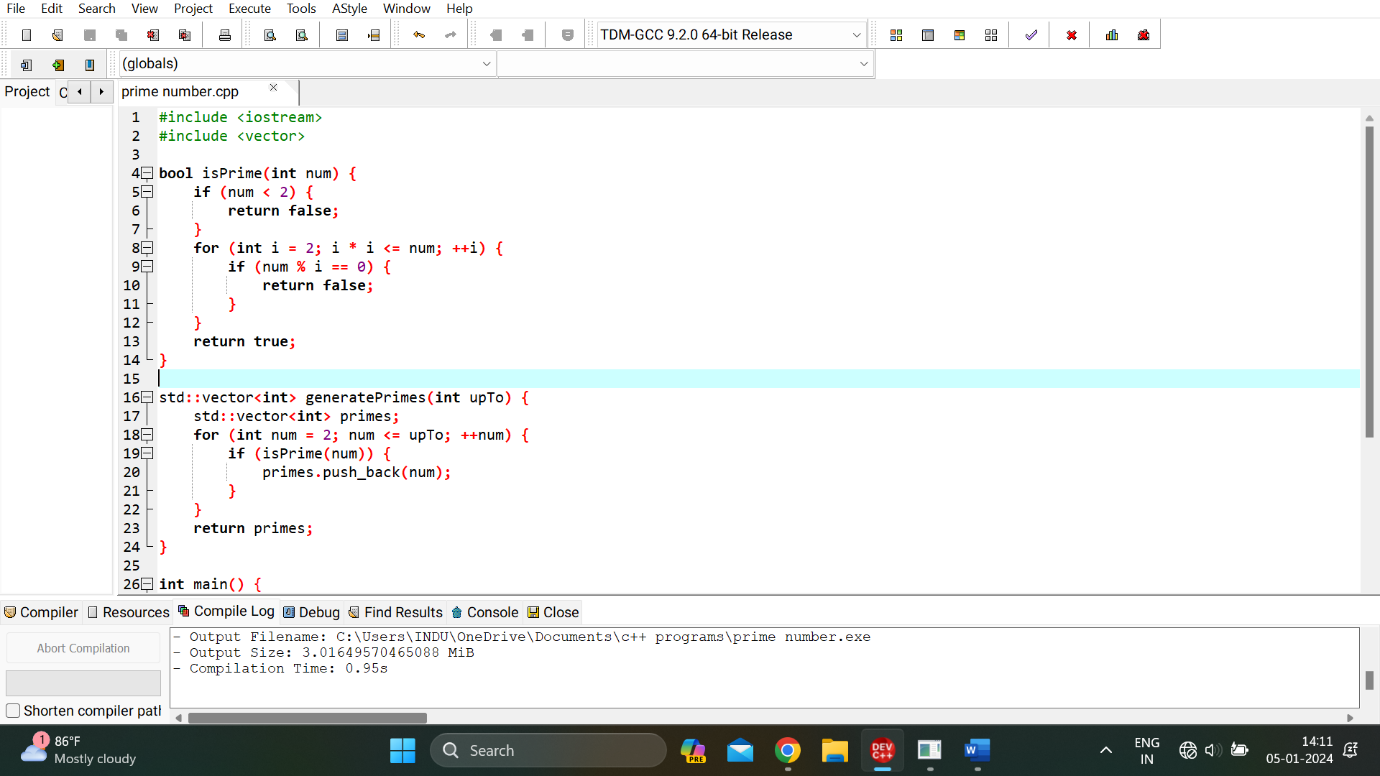 File Edit Search View Project Execute Tools AStyle Window Help
TDM-GCC 9.2.0 64-bit Release
(globals)
Project C prime number.cpp
1 #include <iostream>
2 #include <vector>
3
4 bool isPrime(int num) {
5 if (num < 2) {
6 return false;
7 }
8 for (int i = 2; i * i <= num; ++i) {
9 if (num % i == 0) {
10 return false;
11 }
12 }
13 return true;
14 }
15
16 std::vector<int> generatePrimes(int upTo) {
17 std::vector<int> primes;
18 for (int num = 2; num <= upTo; ++num) {
19 if (isPrime(num)) {
20 primes.push_back(num);
21 }
22 }
23 return primes;
24 }
25
26 int main() {
Compiler Resources Compile Log Debug Find Results Console Close
Abort Compilation
Shorten compiler path
- Output Filename: C:\Users\INDU\OneDrive\Documents\c++ programs\prime number.exe
- Output Size: 3.01649570465088 MiB
- Compilation Time: 0.95s
1
86°F
Mostly cloudy
Search
PRE
DEV
C++
W
ENG
IN
14:11
05-01-2024